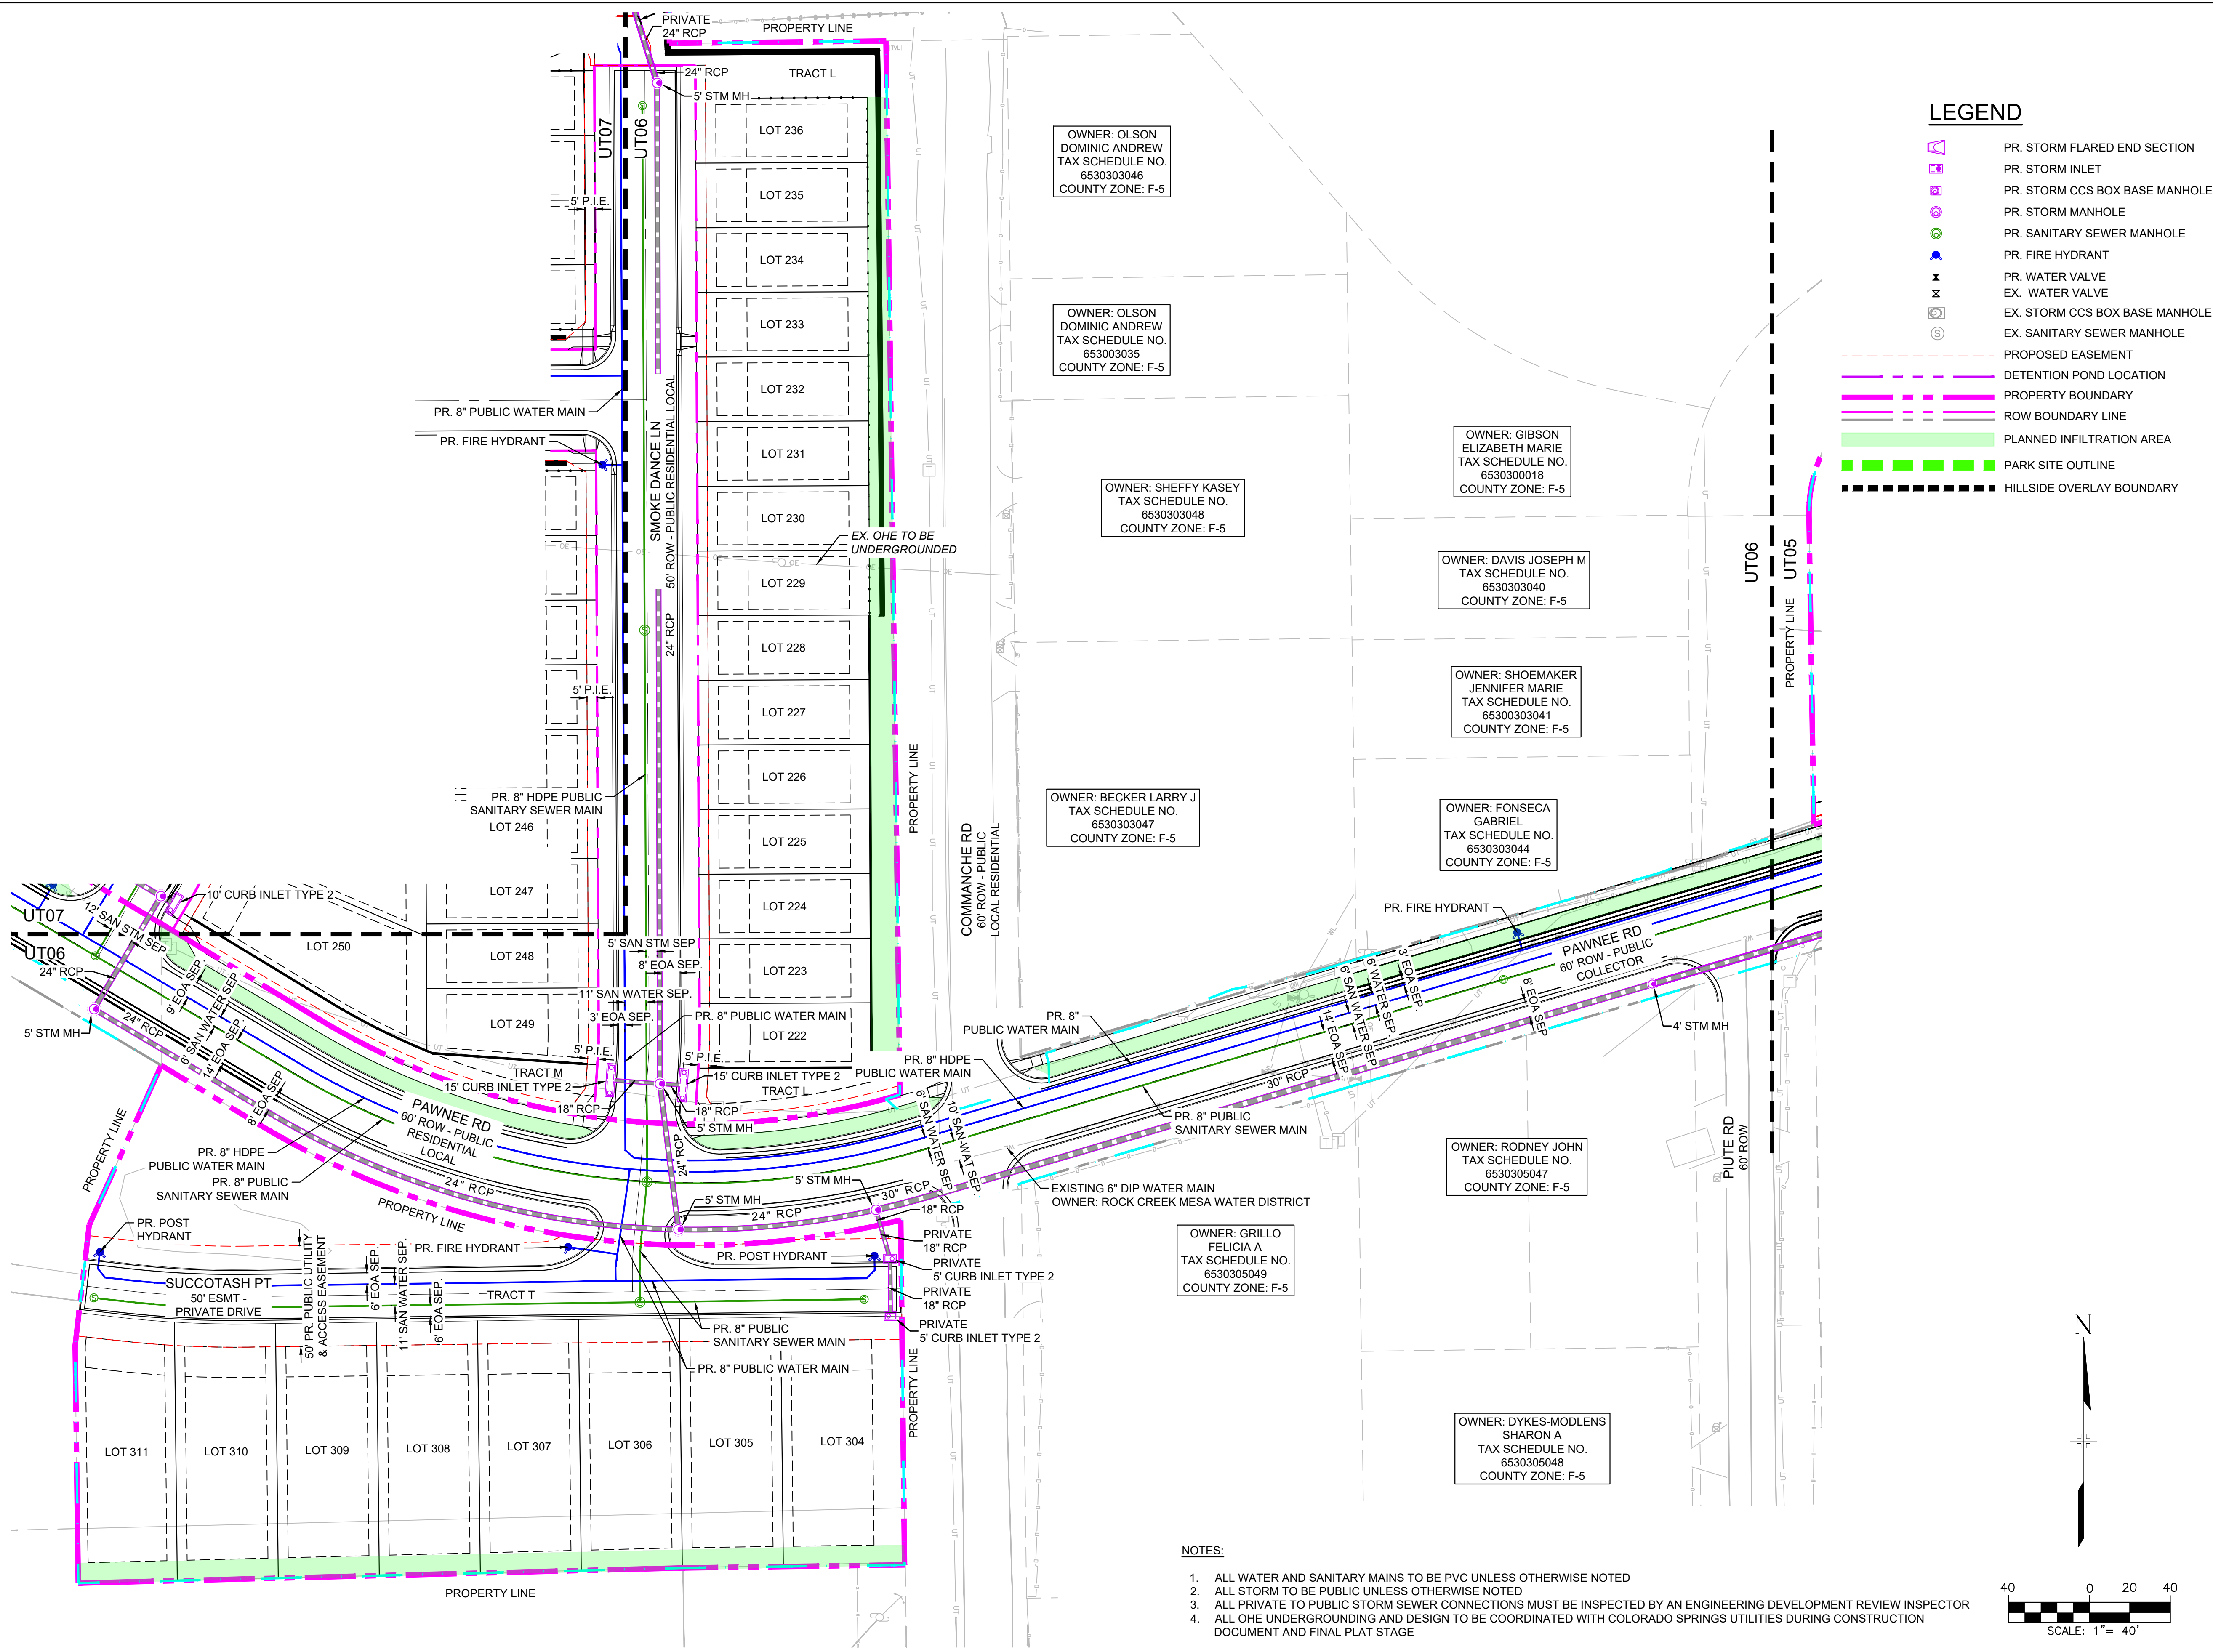 PRIVATE
24" RCP
PROPERTY LINE
24" RCP
5' STM MH
TRACT L
UT07
UT06
LOT 236
LOT 235
LOT 234
LOT 233
LOT 232
LOT 231
LOT 230
LOT 229
LOT 228
LOT 227
LOT 226
LOT 225
LOT 224
LOT 223
LOT 222
5' P.I.E.
PR. 8" PUBLIC WATER MAIN
PR. FIRE HYDRANT
SMOKE DANCE LN
50' ROW - PUBLIC RESIDENTIAL LOCAL
24" RCP
EX. OHE TO BE
UNDERGROUNDED
5' P.I.E.
PR. 8" HDPE PUBLIC
SANITARY SEWER MAIN
LOT 246
LOT 247
LOT 248
LOT 249
LOT 250
PROPERTY LINE
COMMANCHE RD
60' ROW - PUBLIC
LOCAL RESIDENTIAL
OWNER: OLSON
DOMINIC ANDREW
TAX SCHEDULE NO.
6530303046
COUNTY ZONE: F-5
OWNER: OLSON
DOMINIC ANDREW
TAX SCHEDULE NO.
653003035
COUNTY ZONE: F-5
OWNER: SHEFFY KASEY
TAX SCHEDULE NO.
6530303048
COUNTY ZONE: F-5
OWNER: GIBSON
ELIZABETH MARIE
TAX SCHEDULE NO.
6530300018
COUNTY ZONE: F-5
OWNER: DAVIS JOSEPH M
TAX SCHEDULE NO.
6530303040
COUNTY ZONE: F-5
OWNER: SHOEMAKER
JENNIFER MARIE
TAX SCHEDULE NO.
65300303041
COUNTY ZONE: F-5
OWNER: BECKER LARRY J
TAX SCHEDULE NO.
6530303047
COUNTY ZONE: F-5
OWNER: FONSECA
GABRIEL
TAX SCHEDULE NO.
6530303044
COUNTY ZONE: F-5
UT06
UT05
PROPERTY LINE
LEGEND
PR. STORM FLARED END SECTION
PR. STORM INLET
PR. STORM CCS BOX BASE MANHOLE
PR. STORM MANHOLE
PR. SANITARY SEWER MANHOLE
PR. FIRE HYDRANT
PR. WATER VALVE
EX. WATER VALVE
EX. STORM CCS BOX BASE MANHOLE
EX. SANITARY SEWER MANHOLE
PROPOSED EASEMENT
DETENTION POND LOCATION
PROPERTY BOUNDARY
ROW BOUNDARY LINE
PLANNED INFILTRATION AREA
PARK SITE OUTLINE
HILLSIDE OVERLAY BOUNDARY
10' CURB INLET TYPE 2
12' SAN STM SEP
UT07
UT06
24" RCP
5' STM MH
24" RCP
9' EOA SEP.
6' SAN WATER SEP.
14' EOA SEP.
8' EOA SEP
5' SAN STM SEP
8' EOA SEP.
11' SAN WATER SEP.
3' EOA SEP.
PR. 8" PUBLIC WATER MAIN
5' P.I.E.
5' P.I.E.
TRACT M
15' CURB INLET TYPE 2
15' CURB INLET TYPE 2
TRACT L
18" RCP
18" RCP
5' STM MH
24" RCP
PAWNEE RD
60' ROW - PUBLIC
RESIDENTIAL
LOCAL
PR. 8" HDPE
PUBLIC WATER MAIN
PR. 8" PUBLIC
SANITARY SEWER MAIN
24" RCP
PROPERTY LINE
PROPERTY LINE
PR. 8" HDPE
PUBLIC WATER MAIN
PR. 8"
PUBLIC WATER MAIN
6' SAN WATER SEP
10' SAN-WAT SEP.
PR. FIRE HYDRANT
6' SAN WATER SEP
6' WATER SEP.
3' EOA SEP.
14' EOA SEP.
8' EOA SEP
PAWNEE RD
60' ROW - PUBLIC
COLLECTOR
4' STM MH
30" RCP
PR. 8" PUBLIC
SANITARY SEWER MAIN
EXISTING 6" DIP WATER MAIN
OWNER: ROCK CREEK MESA WATER DISTRICT
PIUTE RD
60' ROW
OWNER: RODNEY JOHN
TAX SCHEDULE NO.
6530305047
COUNTY ZONE: F-5
OWNER: GRILLO
FELICIA A
TAX SCHEDULE NO.
6530305049
COUNTY ZONE: F-5
OWNER: DYKES-MODLENS
SHARON A
TAX SCHEDULE NO.
6530305048
COUNTY ZONE: F-5
PR. POST
HYDRANT
SUCCOTASH PT
50' ESMT -
PRIVATE DRIVE
50' PR. PUBLIC UTILITY
& ACCESS EASEMENT
6' EOA SEP.
11' SAN WATER SEP.
6' EOA SEP.
PR. FIRE HYDRANT
TRACT T
5' STM MH
5' STM MH
24" RCP
30" RCP
18" RCP
PR. POST HYDRANT
PRIVATE
18" RCP
PRIVATE
5' CURB INLET TYPE 2
PRIVATE
18" RCP
PRIVATE
5' CURB INLET TYPE 2
PR. 8" PUBLIC
SANITARY SEWER MAIN
PR. 8" PUBLIC WATER MAIN
PROPERTY LINE
LOT 311
LOT 310
LOT 309
LOT 308
LOT 307
LOT 306
LOT 305
LOT 304
PROPERTY LINE
NOTES:
1. ALL WATER AND SANITARY MAINS TO BE PVC UNLESS OTHERWISE NOTED
2. ALL STORM TO BE PUBLIC UNLESS OTHERWISE NOTED
3. ALL PRIVATE TO PUBLIC STORM SEWER CONNECTIONS MUST BE INSPECTED BY AN ENGINEERING DEVELOPMENT REVIEW INSPECTOR
4. ALL OHE UNDERGROUNDING AND DESIGN TO BE COORDINATED WITH COLORADO SPRINGS UTILITIES DURING CONSTRUCTION
DOCUMENT AND FINAL PLAT STAGE
N
40 0 20 40
SCALE: 1"= 40'